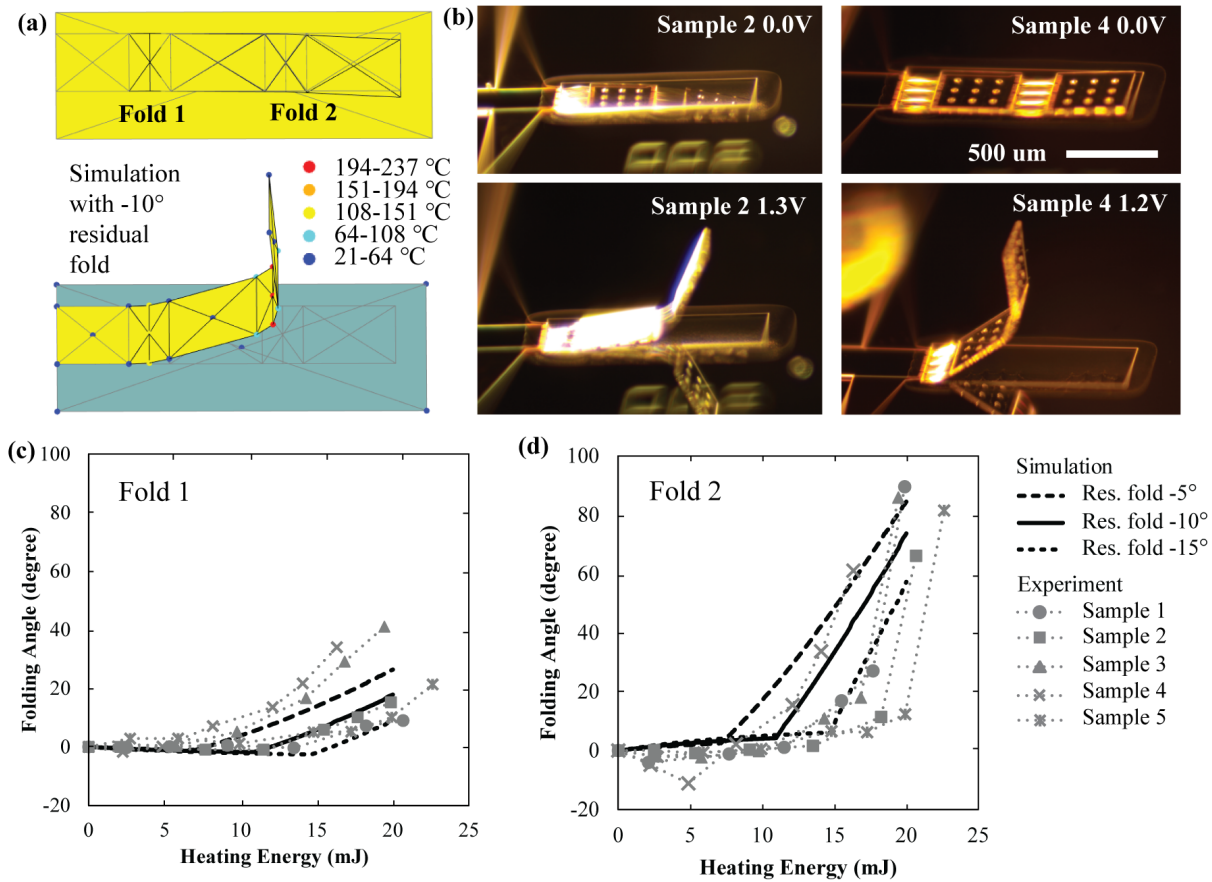 (a)
Fold 1
Fold 2
Simulation
with -10°
residual
fold
194-237 °C
151-194 °C
108-151 °C
64-108 °C
21-64 °C
(b)
Sample 2 0.0V
Sample 4 0.0V
500 um
Sample 2 1.3V
Sample 4 1.2V
(c)
Fold 1
Folding Angle (degree)
100
80
60
40
20
0
-20
0
5
10
15
20
25
Heating Energy (mJ)
(d)
Fold 2
Folding Angle (degree)
100
80
60
40
20
0
-20
0
5
10
15
20
25
Heating Energy (mJ)
Simulation
Res. fold -5°
Res. fold -10°
Res. fold -15°
Experiment
Sample 1
Sample 2
Sample 3
Sample 4
Sample 5